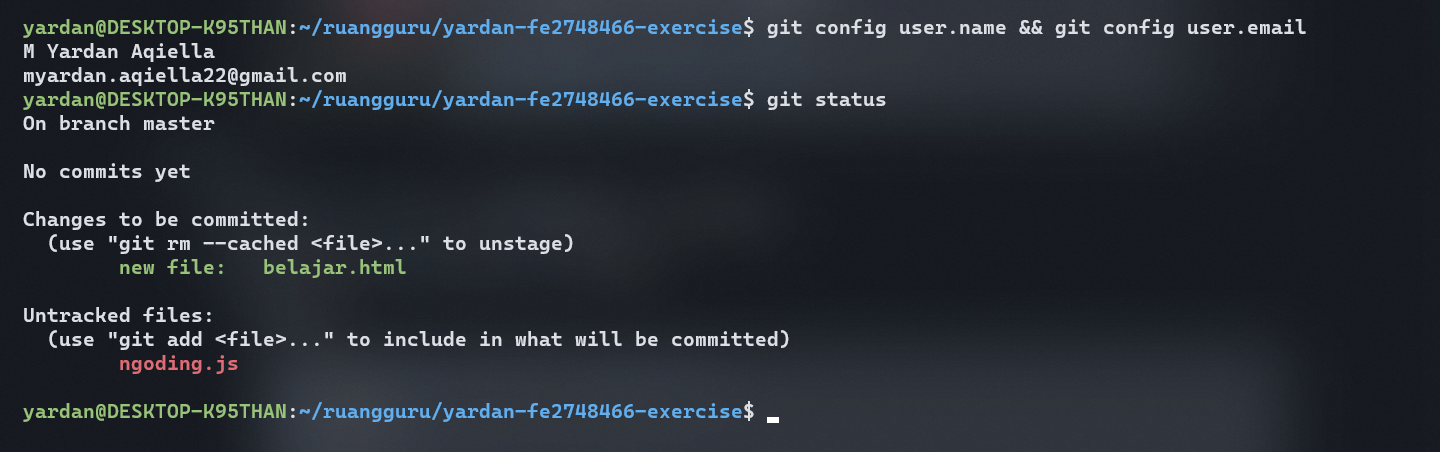 yardan@DESKTOP-K95THAN:~/ruangguru/yardan-fe2748466-exercise$ git config user.name && git config user.email
M Yardan Aqiella
myardan.aqiella22@gmail.com
yardan@DESKTOP-K95THAN:~/ruangguru/yardan-fe2748466-exercise$ git status
On branch master
No commits yet
Changes to be committed:
  (use "git rm --cached <file>..." to unstage)
        new file:   belajar.html
Untracked files:
  (use "git add <file>..." to include in what will be committed)
        ngoding.js
yardan@DESKTOP-K95THAN:~/ruangguru/yardan-fe2748466-exercise$